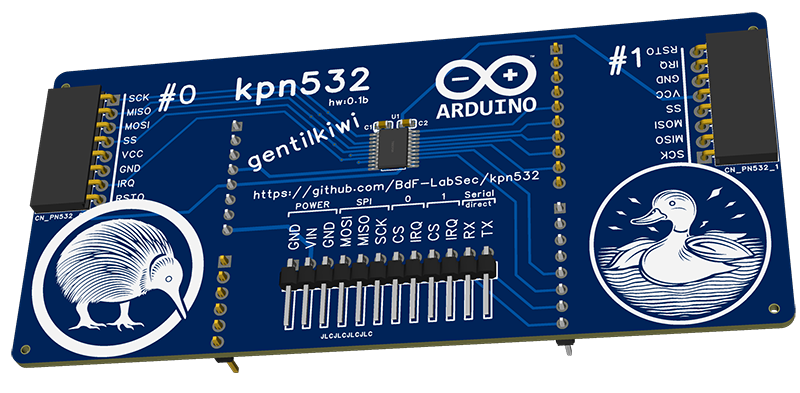 #0
kpn532
hw:0.1b
gentilkiwi
ARDUINO
™
#1
SCK
MISO
MOSI
SS
VCC
GND
IRQ
RSTO
CN_PN532_0
RSTO
IRQ
GND
VCC
SS
MOSI
MISO
SCK
CN_PN532_1
U1
C1
C2
https://github.com/BdF-LabSec/kpn532
POWER
SPI
0
1
Serial
direct
GND
VIN
GND
MOSI
MISO
SCK
CS
IRQ
CS
IRQ
RX
TX
JLCJLCJLCJLC